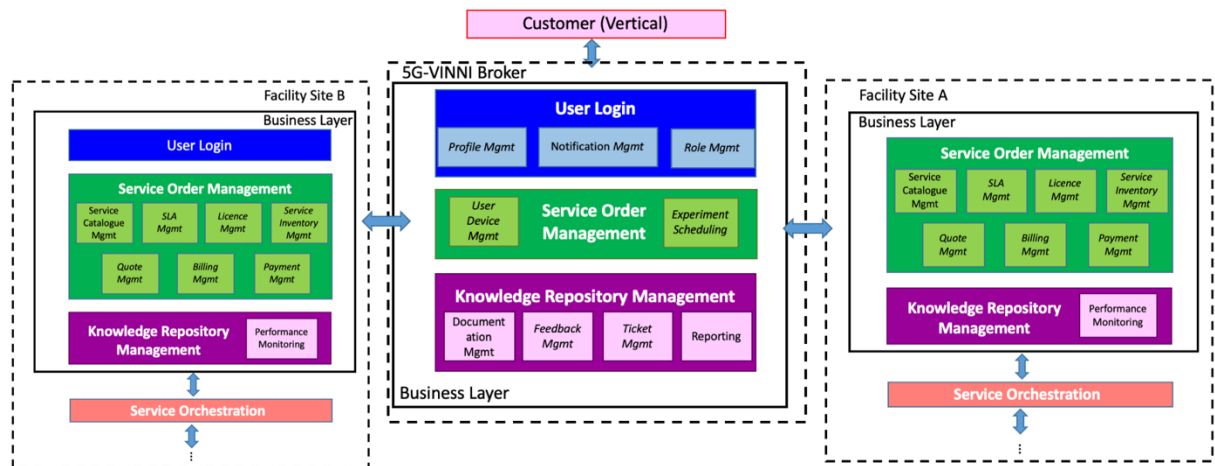 Customer (Vertical)
5G-VINNI Broker
User Login
Profile Mgmt
Notification Mgmt
Role Mgmt
User
Device
Mgmt
Service Order
Management
Experiment
Scheduling
Knowledge Repository Management
Document
ation
Mgmt
Feedback
Mgmt
Ticket
Mgmt
Reporting
Business Layer
Facility Site B
Business Layer
User Login
Service Order Management
Service
Catalogue
Mgmt
SLA
Mgmt
Licence
Mgmt
Service
Inventory
Mgmt
Quote
Mgmt
Billing
Mgmt
Payment
Mgmt
Knowledge Repository
Management
Performance
Monitoring
Service Orchestration
...
Facility Site A
Business Layer
Service Order Management
Service
Catalogue
Mgmt
SLA
Mgmt
Licence
Mgmt
Service
Inventory
Mgmt
Quote
Mgmt
Billing
Mgmt
Payment
Mgmt
Knowledge Repository
Management
Performance
Monitoring
Service Orchestration
...